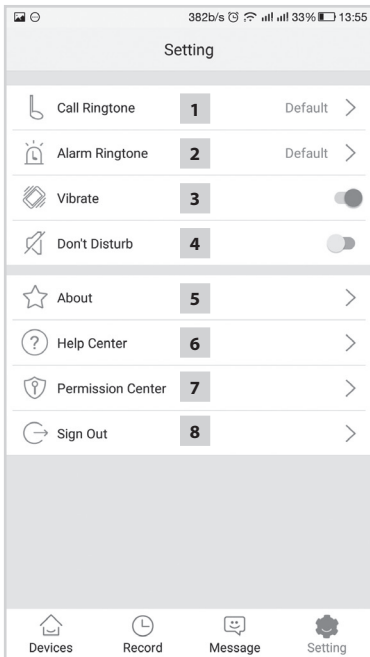 382b/s 33% 13:55
Setting
Call Ringtone 1 Default
Alarm Ringtone 2 Default
Vibrate 3
Don't Disturb 4
About 5
? Help Center 6
Permission Center 7
Sign Out 8
Devices Record Message Setting